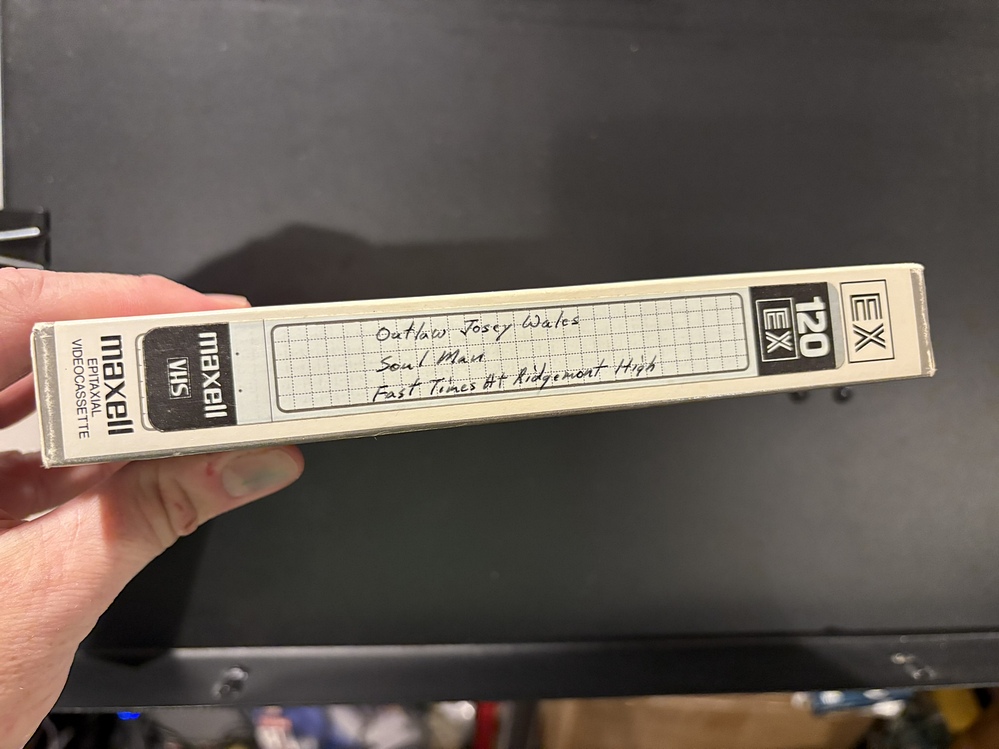 maxell
EPITAXIAL
VIDEOCASSETTE
maxell
VHS
Outlaw Josey Wales
Soul Man
Fast Times At Ridgemont High
120
EX
EX